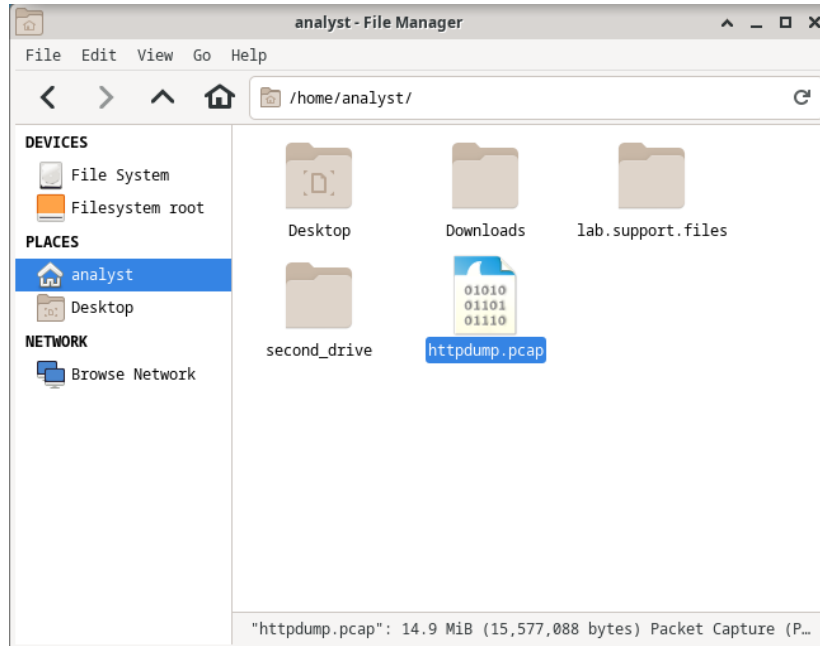 analyst - File Manager
File Edit View Go Help
/home/analyst/
DEVICES
File System
Filesystem root
PLACES
analyst
Desktop
NETWORK
Browse Network
Desktop Downloads lab.support.files
01010
01101
01110
second_drive httpdump.pcap
"httpdump.pcap": 14.9 MiB (15,577,088 bytes) Packet Capture (P…